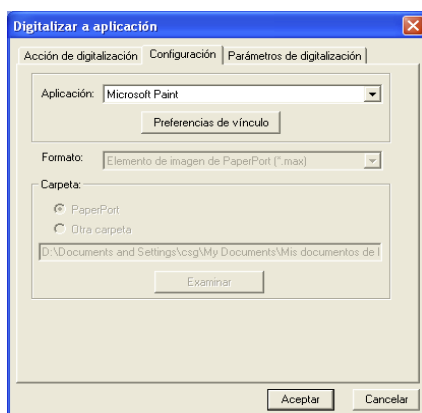 Digitalizar a aplicación
Acción de digitalización Configuración Parámetros de digitalización
Aplicación: Microsoft Paint
Preferencias de vínculo
Formato: Elemento de imagen de PaperPort (*.max)
Carpeta:
PaperPort
Otra carpeta
D:\Documents and Settings\csg\My Documents\Mis documentos de
Examinar
Aceptar Cancelar